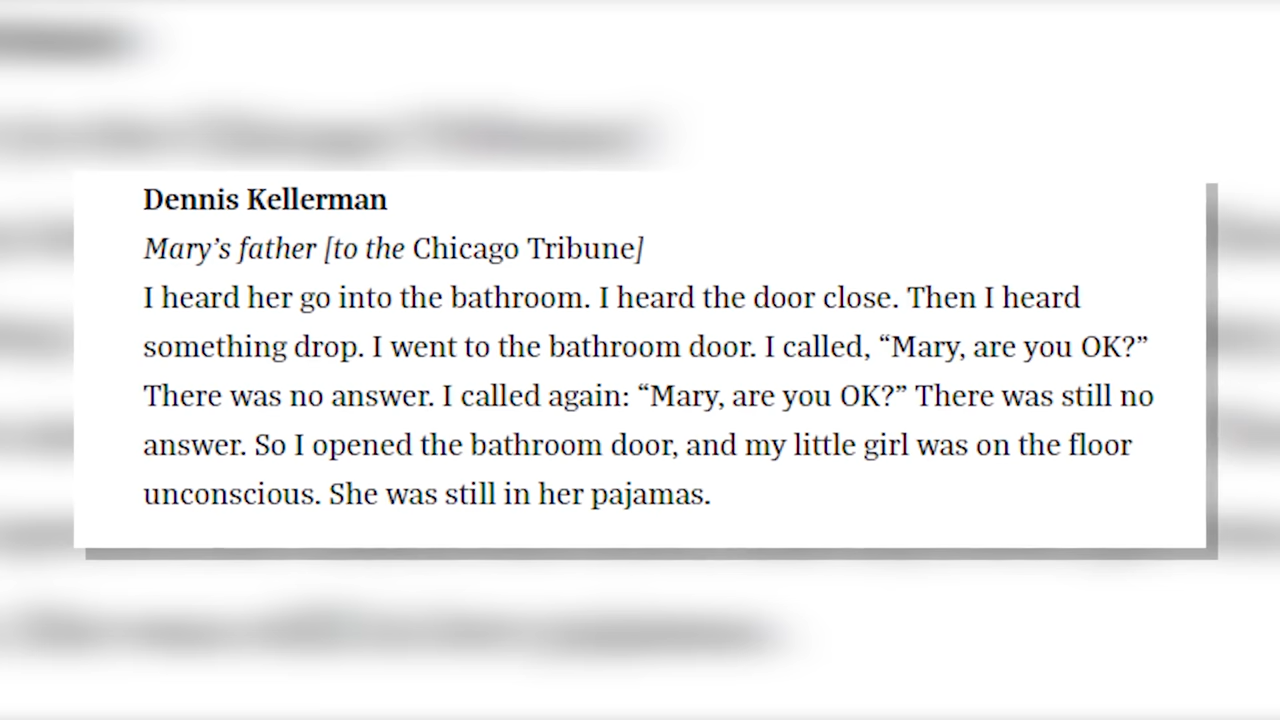 Dennis Kellerman
Mary’s father [to the Chicago Tribune]
I heard her go into the bathroom. I heard the door close. Then I heard
something drop. I went to the bathroom door. I called, “Mary, are you OK?”
There was no answer. I called again: “Mary, are you OK?” There was still no
answer. So I opened the bathroom door, and my little girl was on the floor
unconscious. She was still in her pajamas.